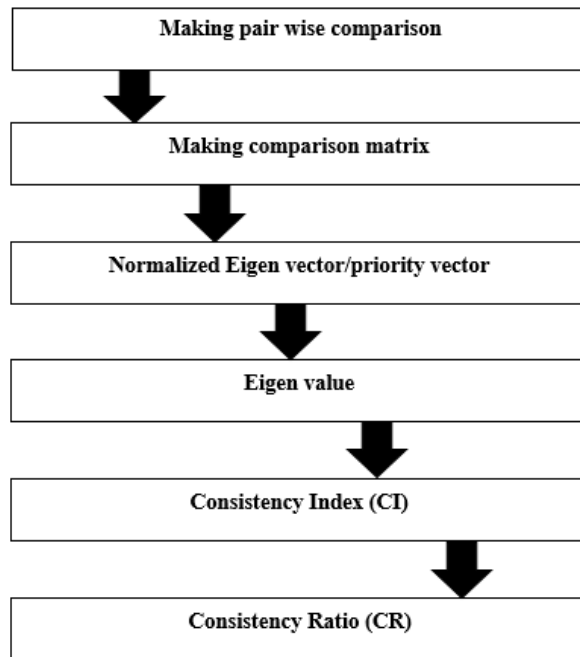 Making pair wise comparison
Making comparison matrix
Normalized Eigen vector/priority vector
Eigen value
Consistency Index (CI)
Consistency Ratio (CR)